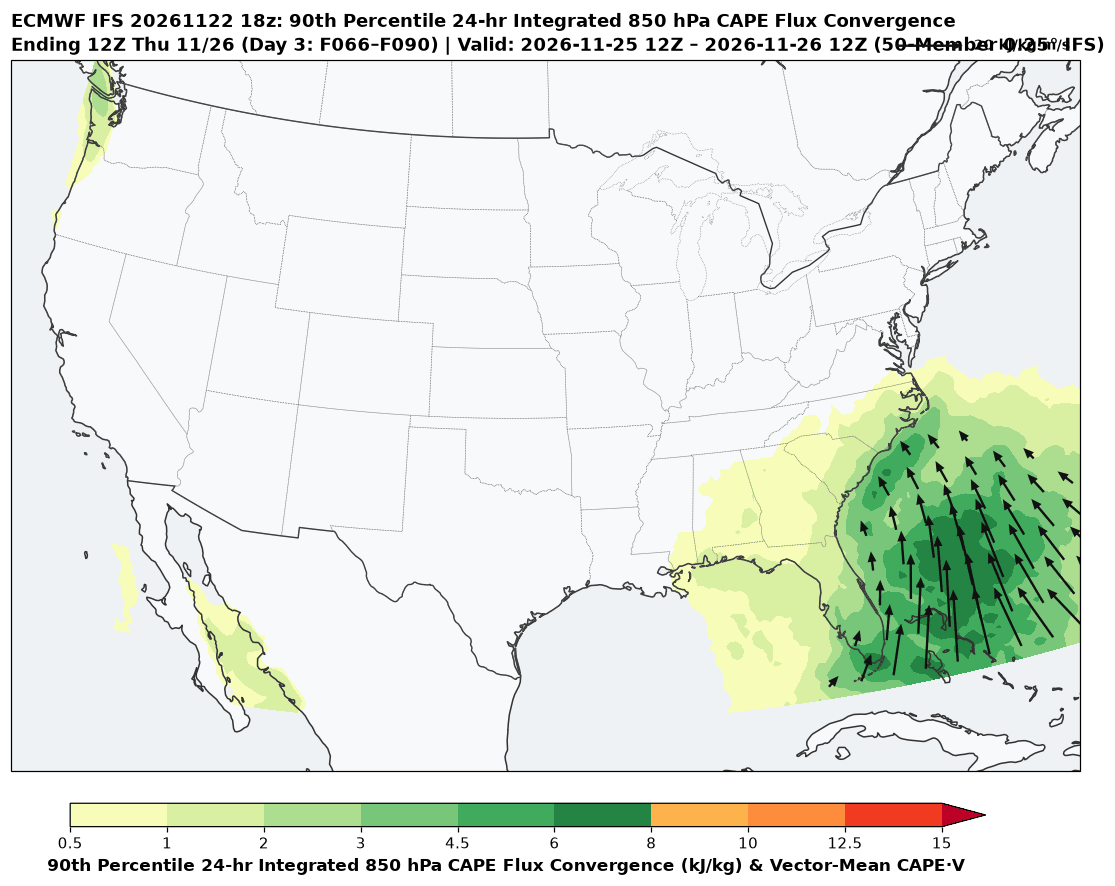 ECMWF IFS 20261122 18z: 90th Percentile 24-hr Integrated 850 hPa CAPE Flux Convergence
Ending 12Z Thu 11/26 (Day 3: F066–F090) | Valid: 2026-11-25 12Z – 2026-11-26 12Z (50-Member 0.25° IFS)
0.5 1 2 3 4.5 6 8 10 12.5 15
90th Percentile 24-hr Integrated 850 hPa CAPE Flux Convergence (kJ/kg) & Vector-Mean CAPE·V